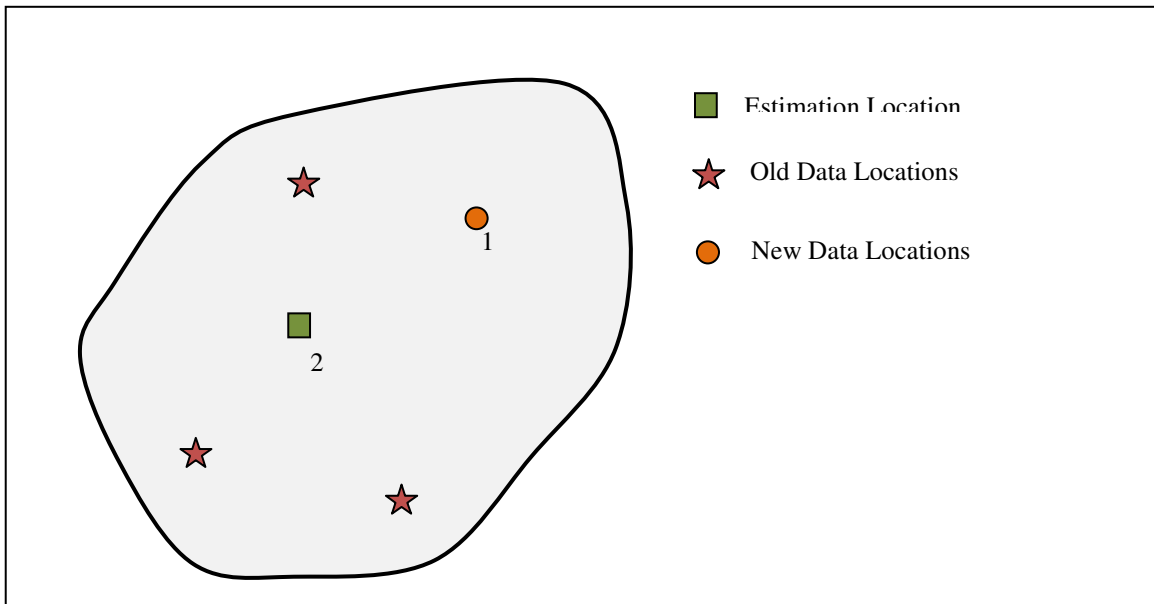 Estimation Location
Old Data Locations
1
New Data Locations
2